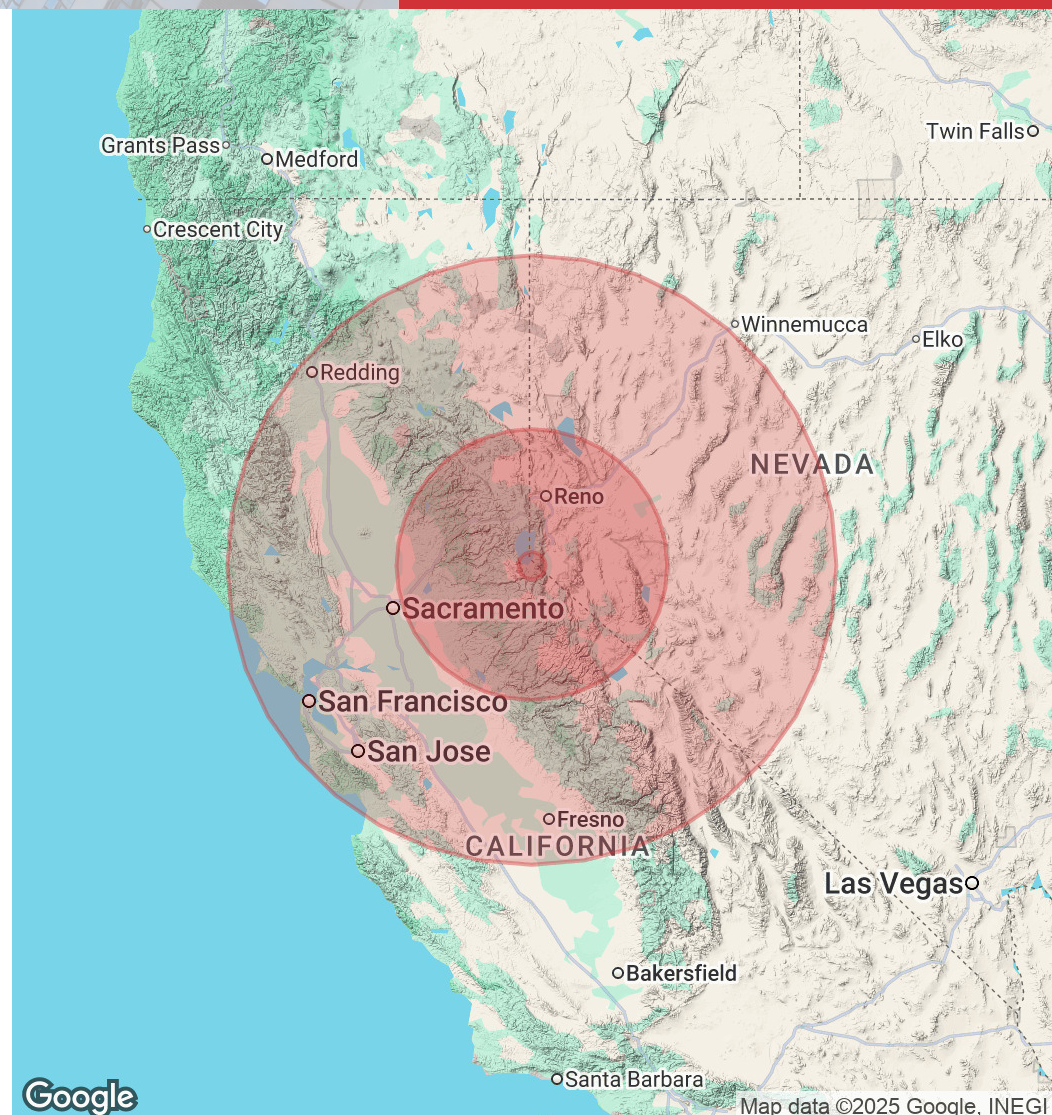 Twin Falls
Grants Pass
Medford
Crescent City
Winnemucca
Elko
Redding
NEVADA
Reno
Sacramento
San Francisco
San Jose
Fresno
CALIFORNIA
Las Vegas
Bakersfield
Santa Barbara
Google
Map data ©2025 Google, INEGI